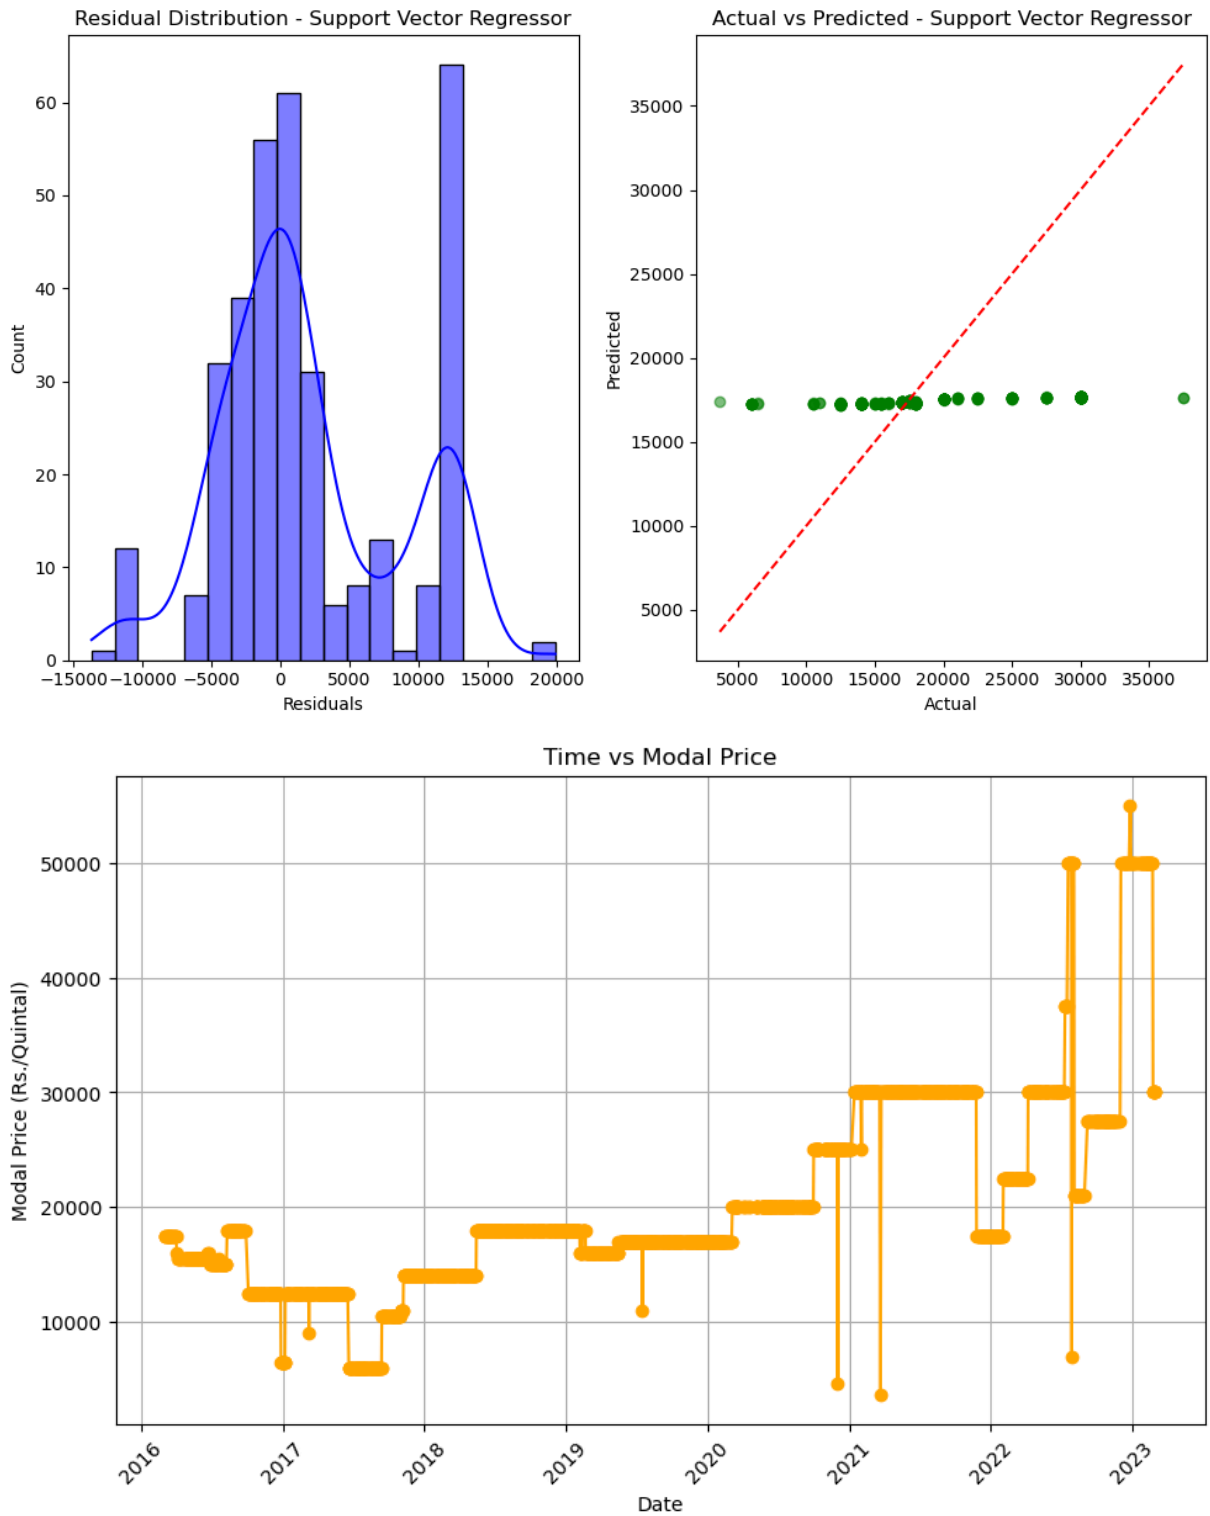 Residual Distribution - Support Vector Regressor
Count
60
50
40
30
20
10
0
−15000 −10000 −5000 0 5000 10000 15000 20000
Residuals
Actual vs Predicted - Support Vector Regressor
Predicted
35000
30000
25000
20000
15000
10000
5000
5000 10000 15000 20000 25000 30000 35000
Actual
Time vs Modal Price
Modal Price (Rs./Quintal)
50000
40000
30000
20000
10000
2016 2017 2018 2019 2020 2021 2022 2023
Date